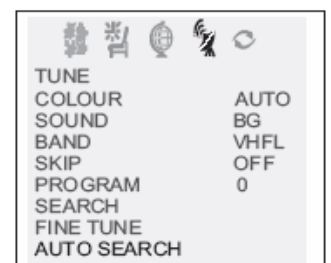 TUNE
COLOUR AUTO
SOUND BG
BAND VHFL
SKIP OFF
PROGRAM 0
SEARCH
FINE TUNE
AUTO SEARCH